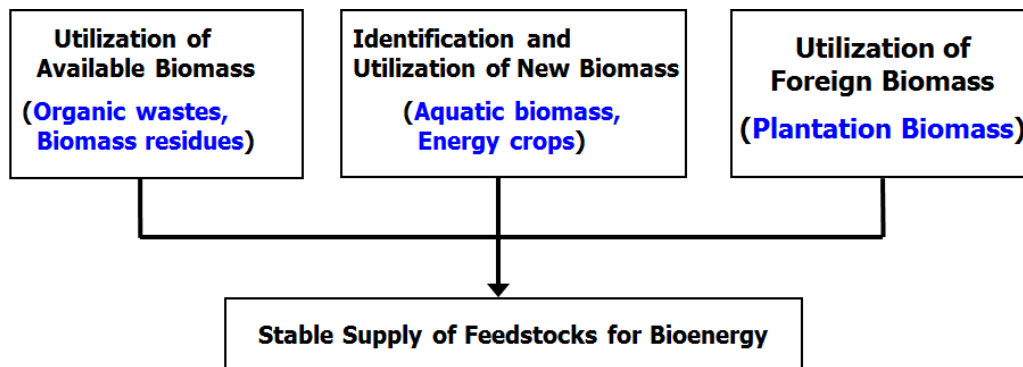 Utilization of
Available Biomass
(Organic wastes,
Biomass residues)
Identification and
Utilization of New Biomass
(Aquatic biomass,
Energy crops)
Utilization of
Foreign Biomass
(Plantation Biomass)
Stable Supply of Feedstocks for Bioenergy